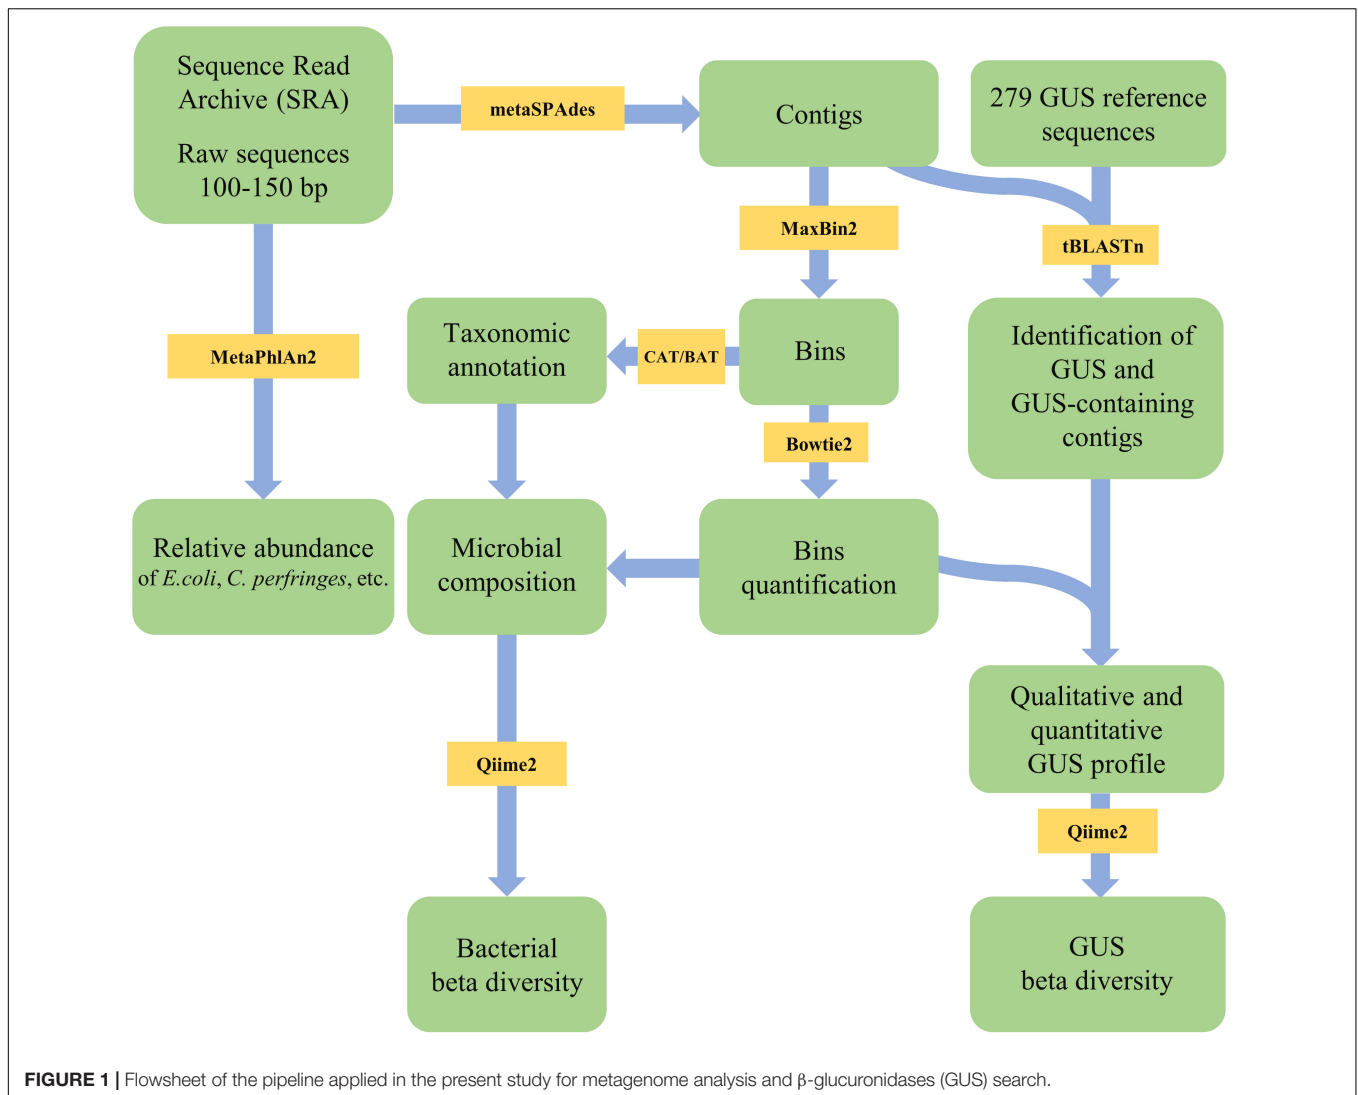 Sequence Read
Archive (SRA)
Raw sequences
100-150 bp
metaSPAdes
Contigs
279 GUS reference
sequences
MaxBin2
tBLASTn
MetaPhlAn2
Taxonomic
annotation
CAT/BAT
Bins
Identification of
GUS and
GUS-containing
contigs
Bowtie2
Relative abundance
of E.coli, C. perfringes, etc.
Microbial
composition
Bins
quantification
Qualitative and
quantitative
GUS profile
Qiime2
Qiime2
Bacterial
beta diversity
GUS
beta diversity
FIGURE 1 | Flowsheet of the pipeline applied in the present study for metagenome analysis and β-glucuronidases (GUS) search.